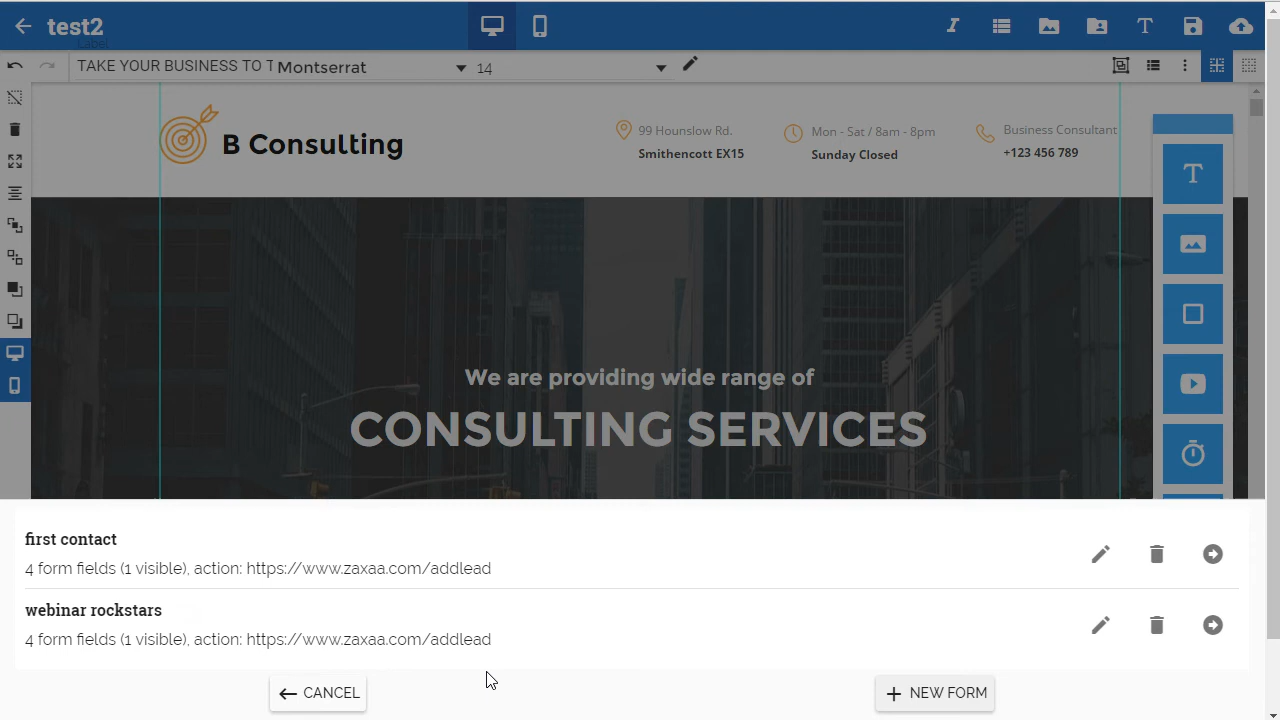 test2
Label
TAKE YOUR BUSINESS TO T
Montserrat
14
B Consulting
99 Hounslow Rd.
Smithencott EX15
Mon - Sat / 8am - 8pm
Sunday Closed
Business Consultant
+123 456 789
We are providing wide range of
CONSULTING SERVICES
first contact
4 form fields (1 visible), action: https://www.zaxaa.com/addlead
webinar rockstars
4 form fields (1 visible), action: https://www.zaxaa.com/addlead
CANCEL
NEW FORM